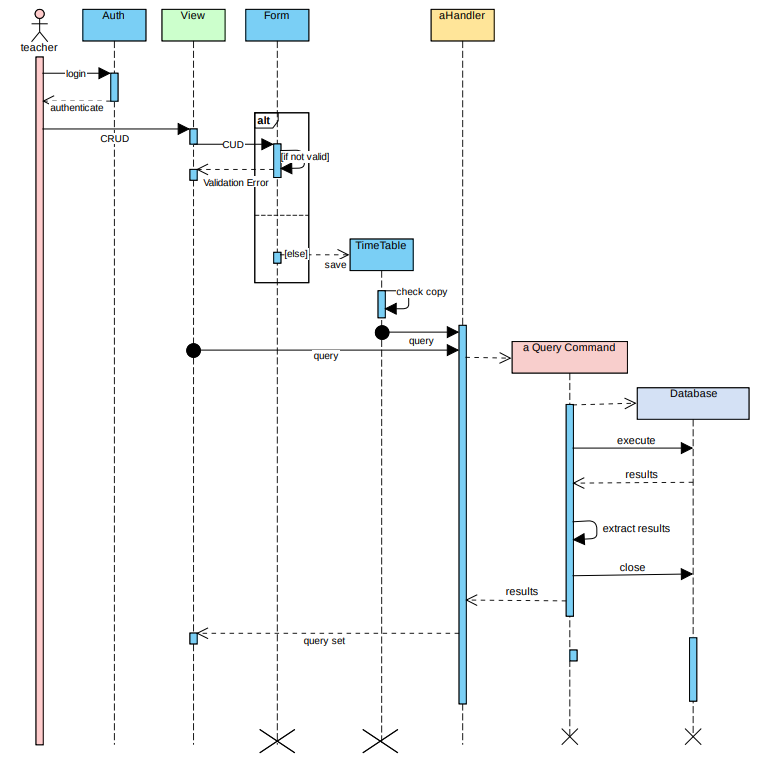 Auth
View
Form
aHandler
teacher
login
authenticate
CRUD
alt
CUD
[if not valid]
Validation Error
TimeTable
[else]
save
check copy
query
query
a Query Command
Database
execute
results
extract results
close
results
query set